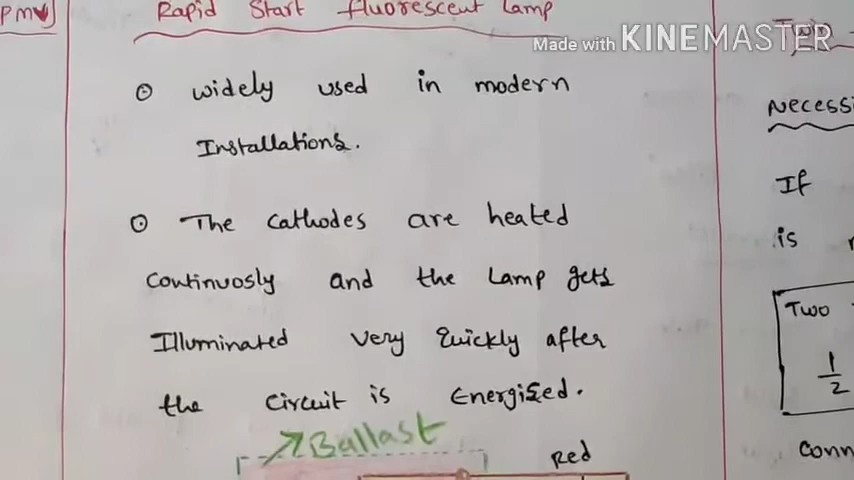 PM
Rapid Start fluorescent Lamp
Made with KINEMASTER
⊙ widely used in modern
Installations.
⊙ The cathodes are heated
continuosly and the Lamp gets
Illuminated very quickly after
the circuit is Energised.
Ballast
Red
Twin
Necessi
If
is
Two
1/2
Conn